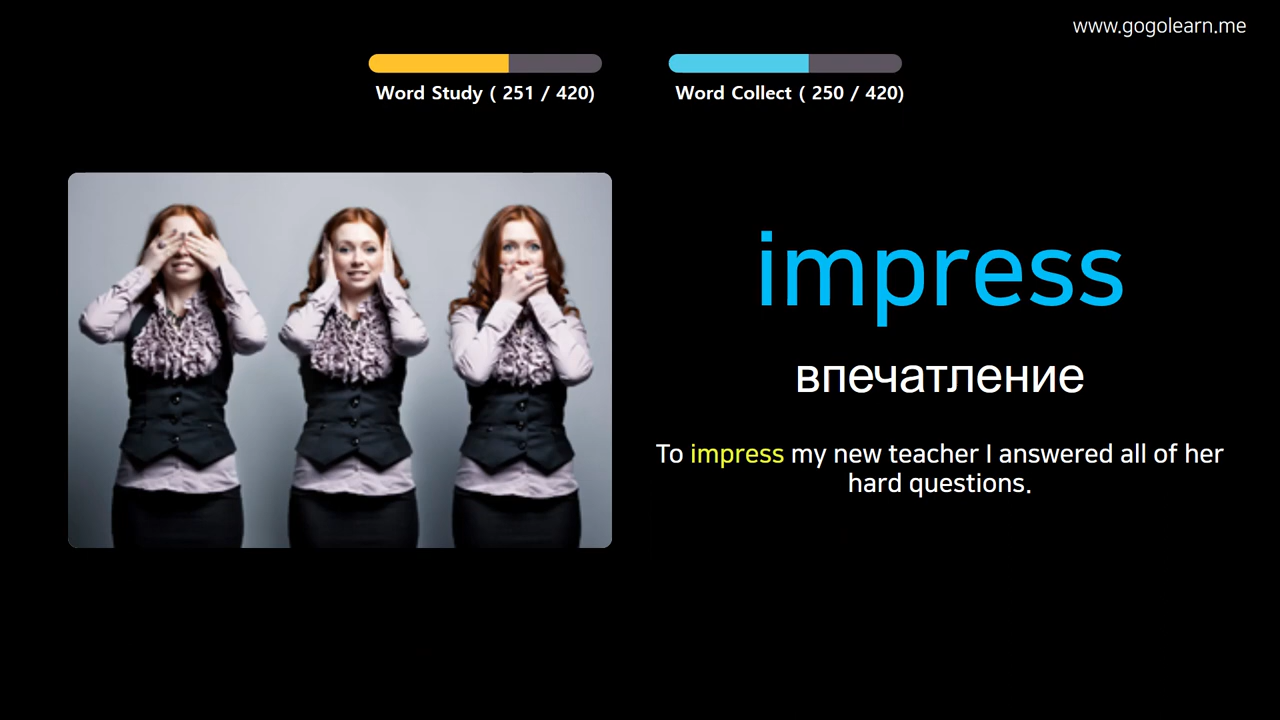 www.gogolearn.me
Word Study ( 251 / 420)
Word Collect ( 250 / 420)
impress
впечатление
To impress my new teacher I answered all of her
hard questions.